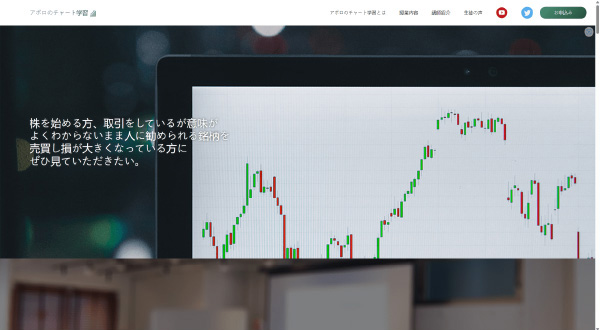 アポロのチャート学習
アポロのチャート学習とは 授業内容 講師紹介 生徒の声 お申込み
株を始める方、取引をしているが意味が
よくわからないまま人に勧められる銘柄を
売買し損が大きくなっている方に
ぜひ見ていただきたい。